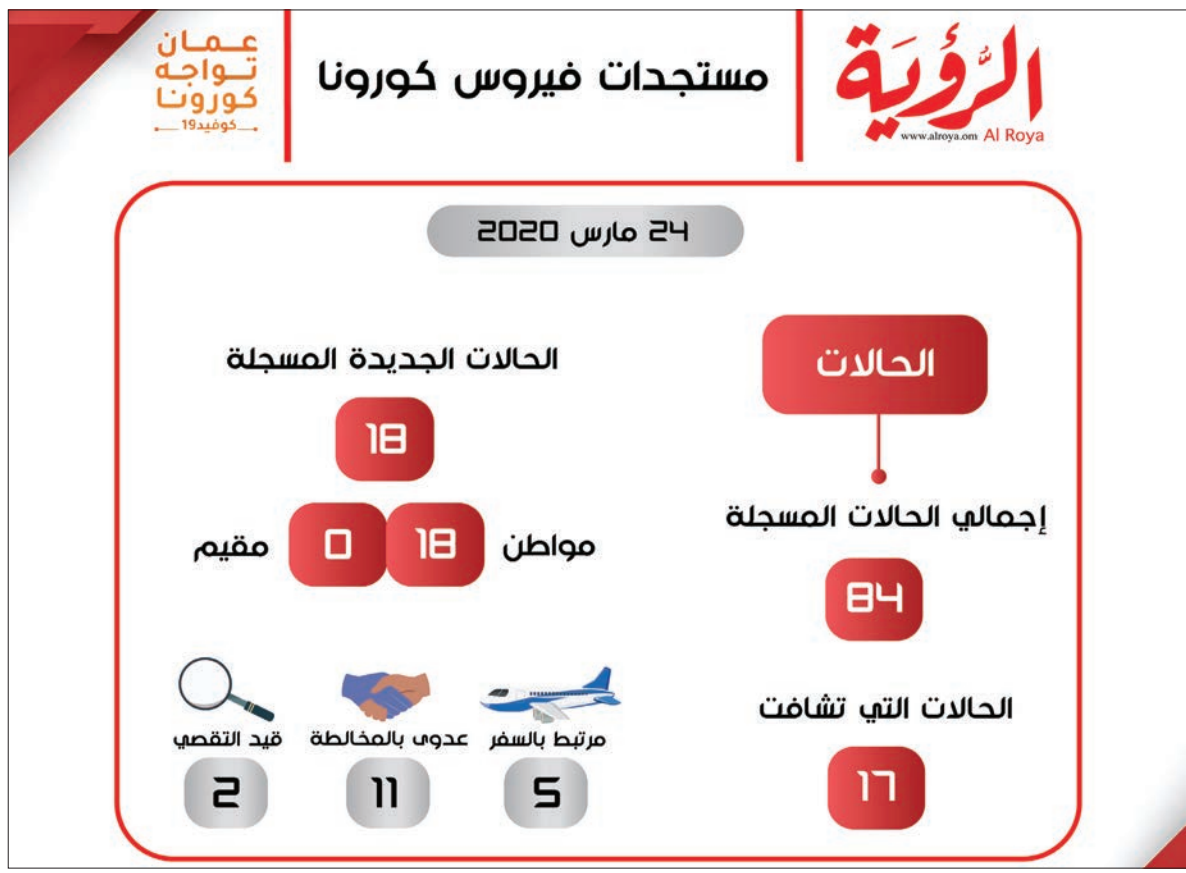 الرؤية
www.alroya.om Al Roya
مستجدات فيروس كورونا
عمان
تواجه
كورونا
كوفيد19
24 مارس 2020
الحالات
إجمالي الحالات المسجلة
84
الحالات التي تشافت
17
الحالات الجديدة المسجلة
18
مواطن 18 0 مقيم
مرتبط بالسفر عدوى بالمخالطة قيد التقصي
5 11 2